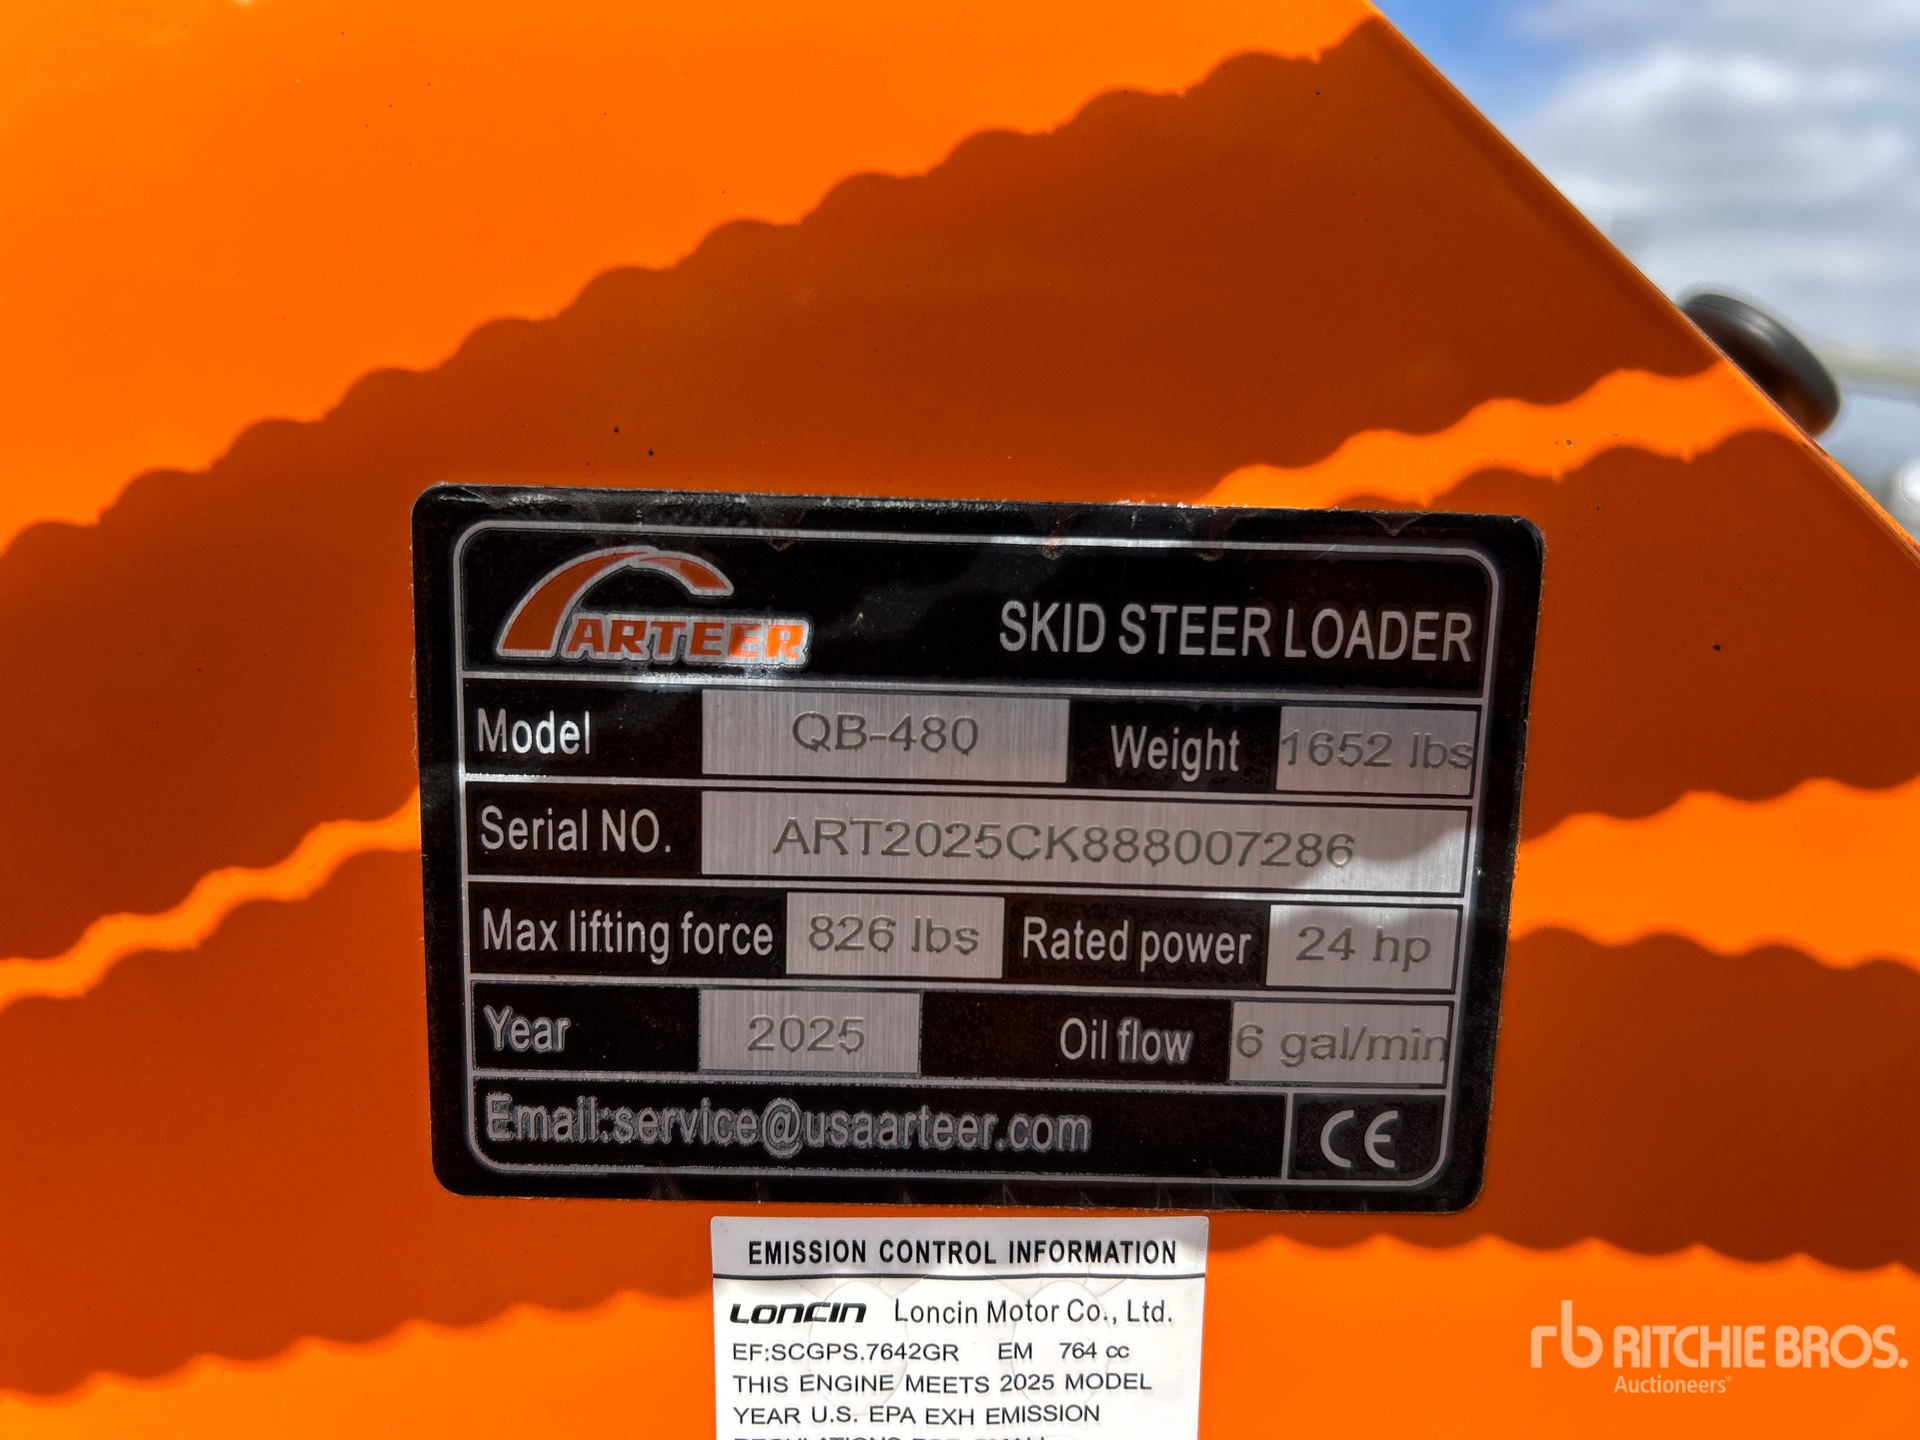 ARTEER SKID STEER LOADER
Model QB-480 Weight 1652 lbs
Serial NO. ART2025CK888007286
Max lifting force 826 lbs Rated power 24 hp
Year 2025 Oil flow 6 gal/min
Email:service@usaarteer.com CE
EMISSION CONTROL INFORMATION
LONCIN Loncin Motor Co., Ltd.
EF:SCGPS.7642GR EM 764 cc
THIS ENGINE MEETS 2025 MODEL
YEAR U.S. EPA EXH EMISSION
rb RITCHIE BROS.
Auctioneers